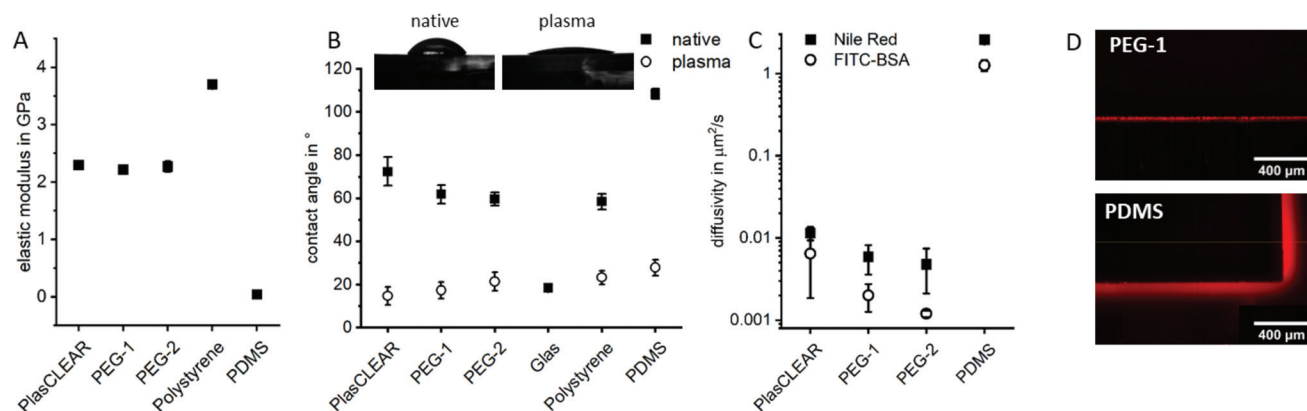 A
elastic modulus in GPa
4
3
2
1
0
PlasCLEAR
PEG-1
PEG-2
Polystyrene
PDMS
B
native
plasma
native
plasma
contact angle in °
120
100
80
60
40
20
0
PlasCLEAR
PEG-1
PEG-2
Glas
Polystyrene
PDMS
C
Nile Red
FITC-BSA
diffusivity in μm²/s
1
0.1
0.01
0.001
PlasCLEAR
PEG-1
PEG-2
PDMS
D
PEG-1
400 µm
PDMS
400 µm